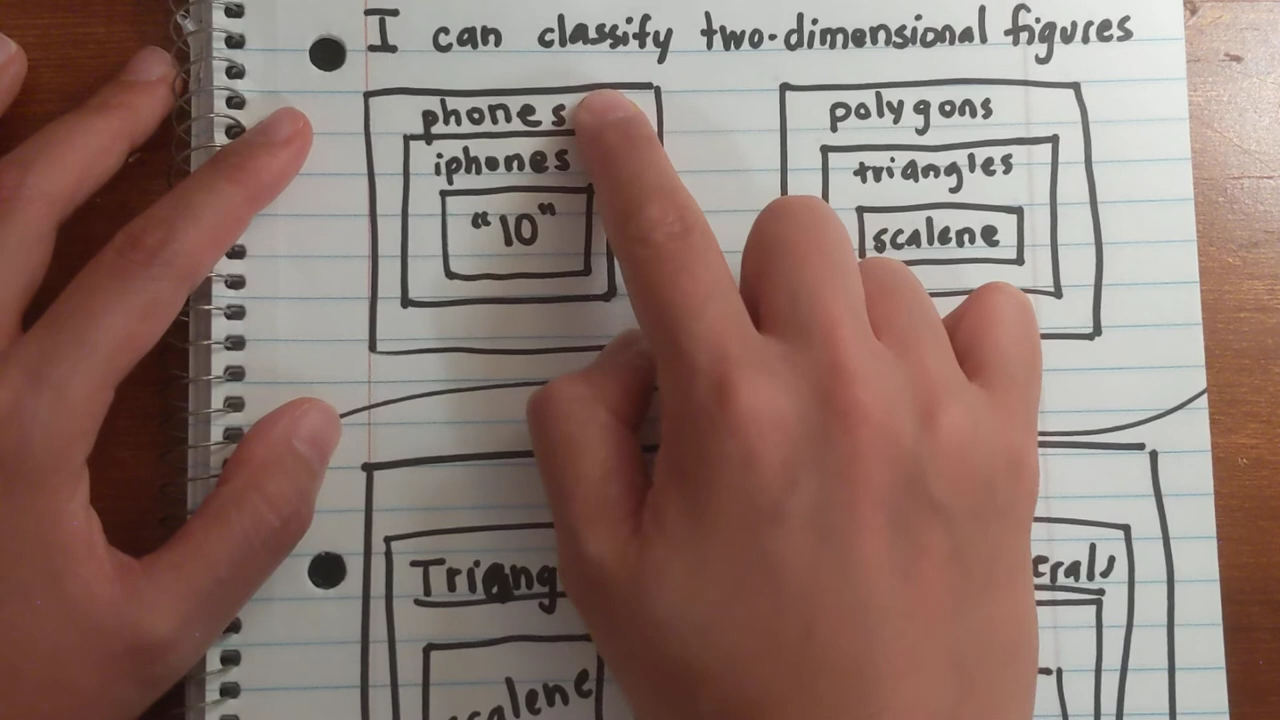 I can classify two-dimensional figures
phones
iphones
"10"
polygons
triangles
scalene